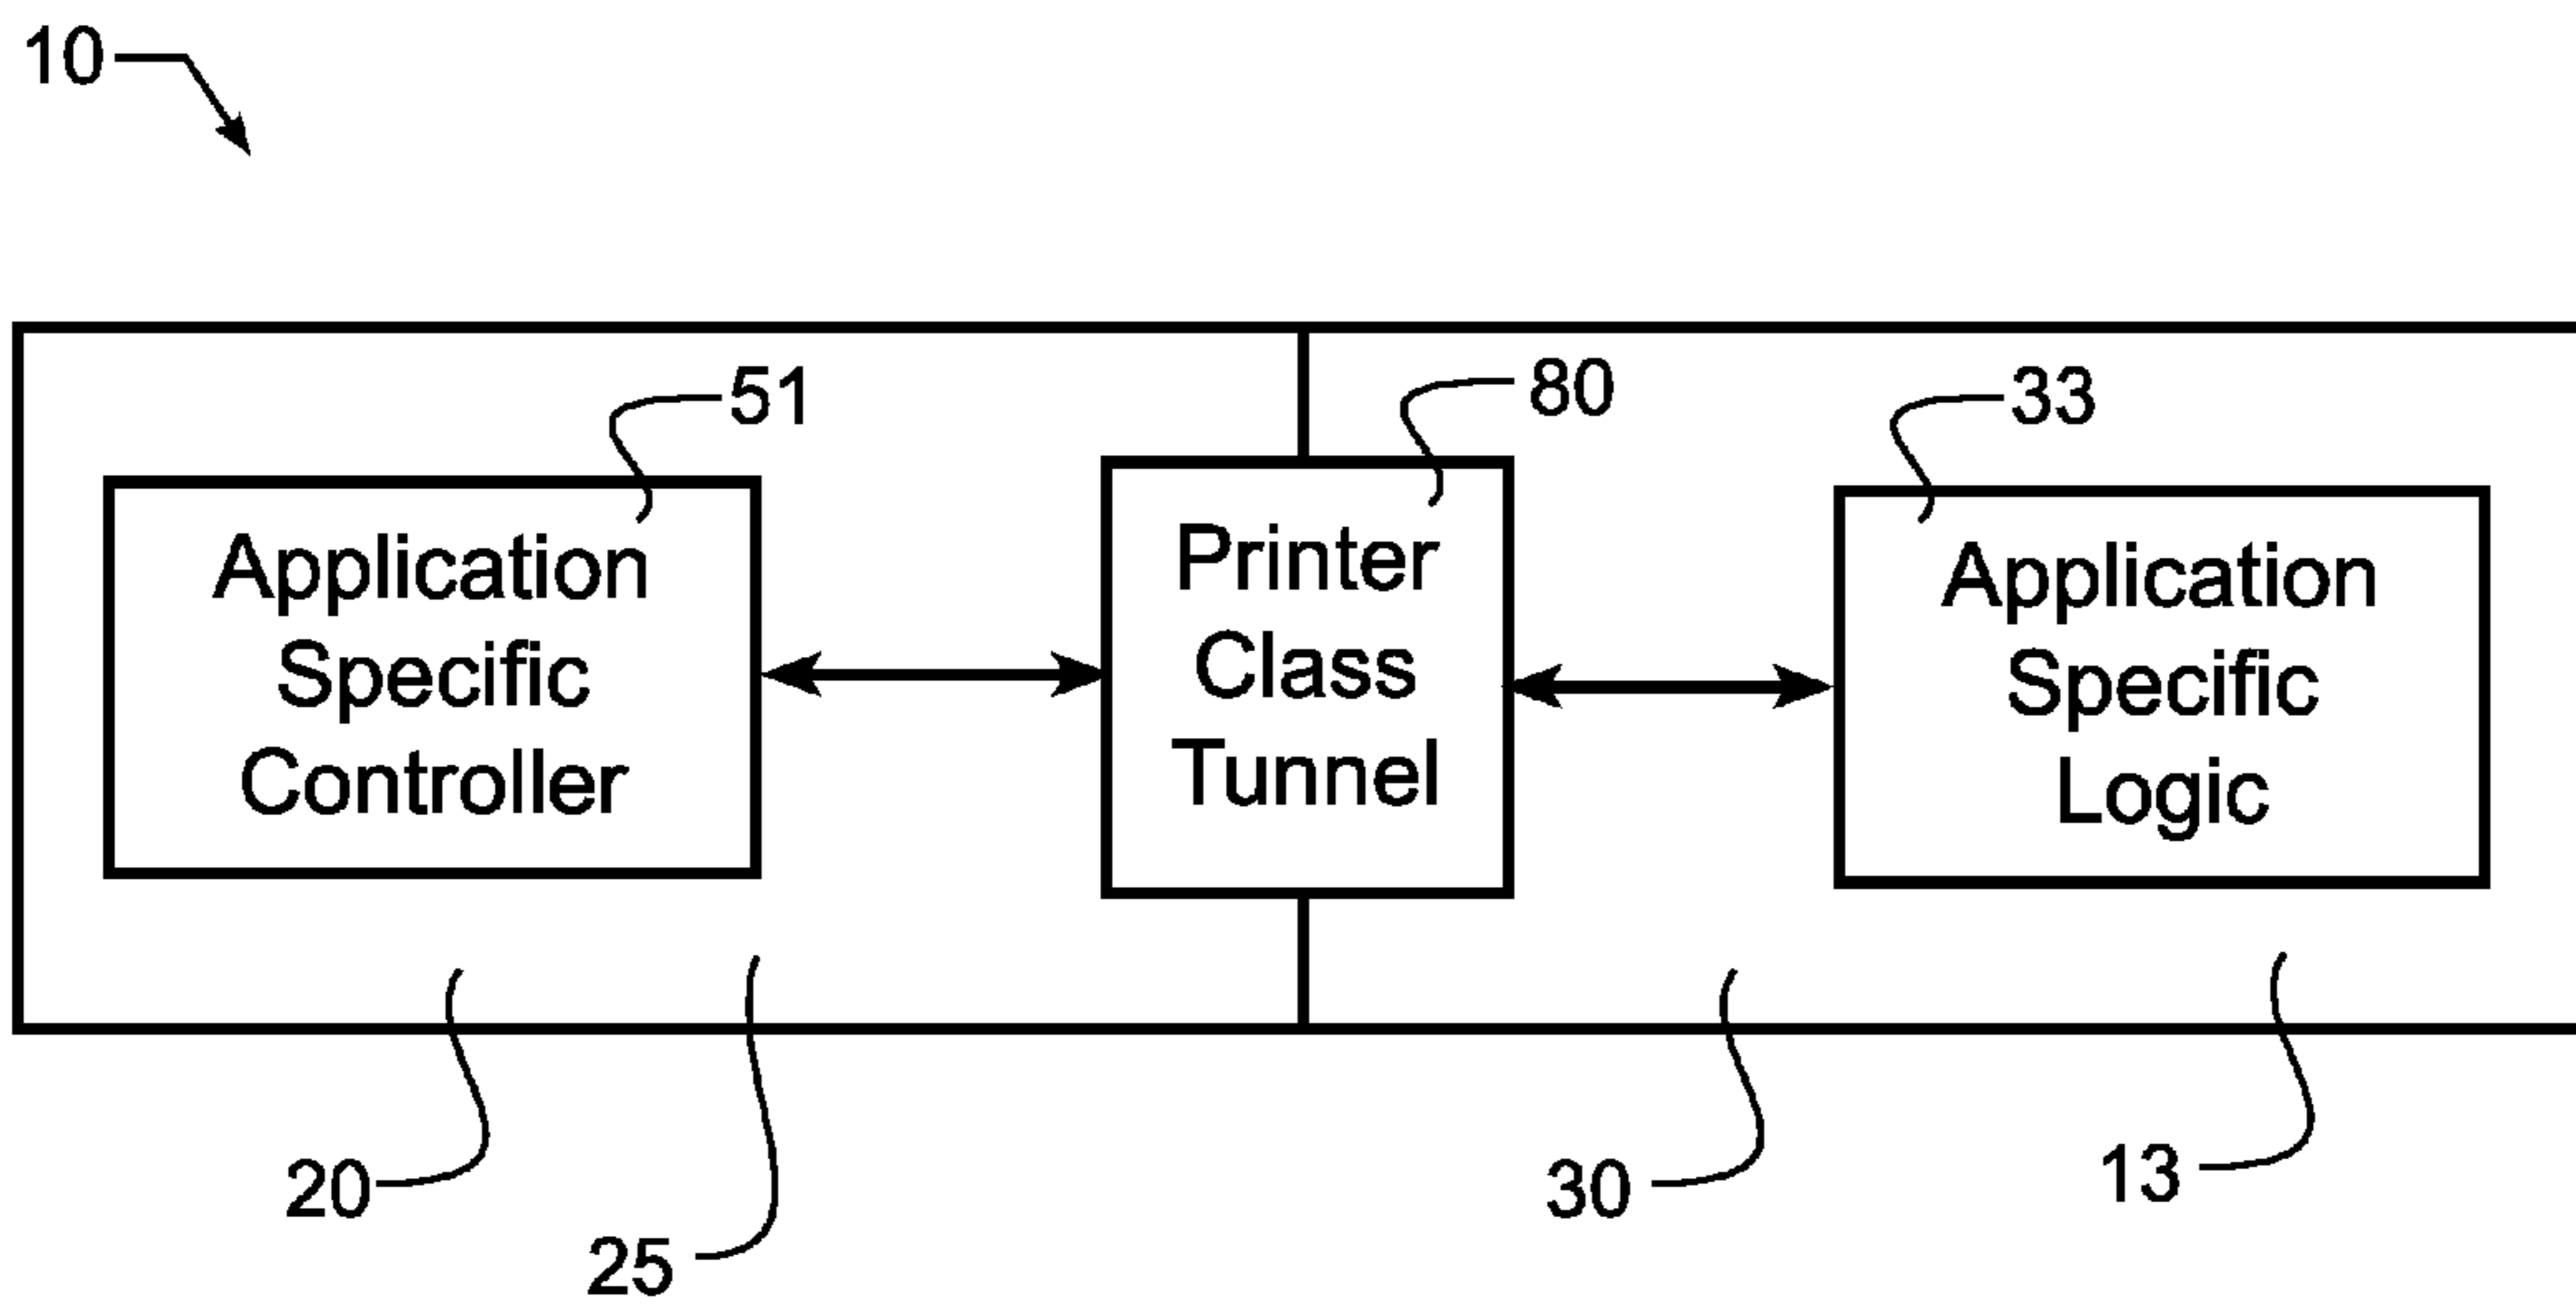 10
51
80
33
Application
Specific
Controller
Printer
Class
Tunnel
Application
Specific
Logic
20
25
30
13